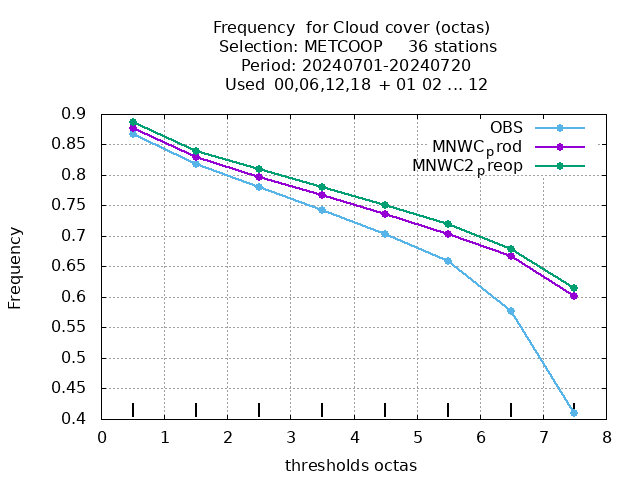 Frequency  for Cloud cover (octas)
Selection: METCOOP     36 stations
Period: 20240701-20240720
Used  00,06,12,18 + 01 02 ... 12
0.9
0.85
0.8
0.75
0.7
0.65
0.6
0.55
0.5
0.45
0.4
Frequency
OBS
MNWCprod
MNWC2preop
0 1 2 3 4 5 6 7 8
thresholds octas